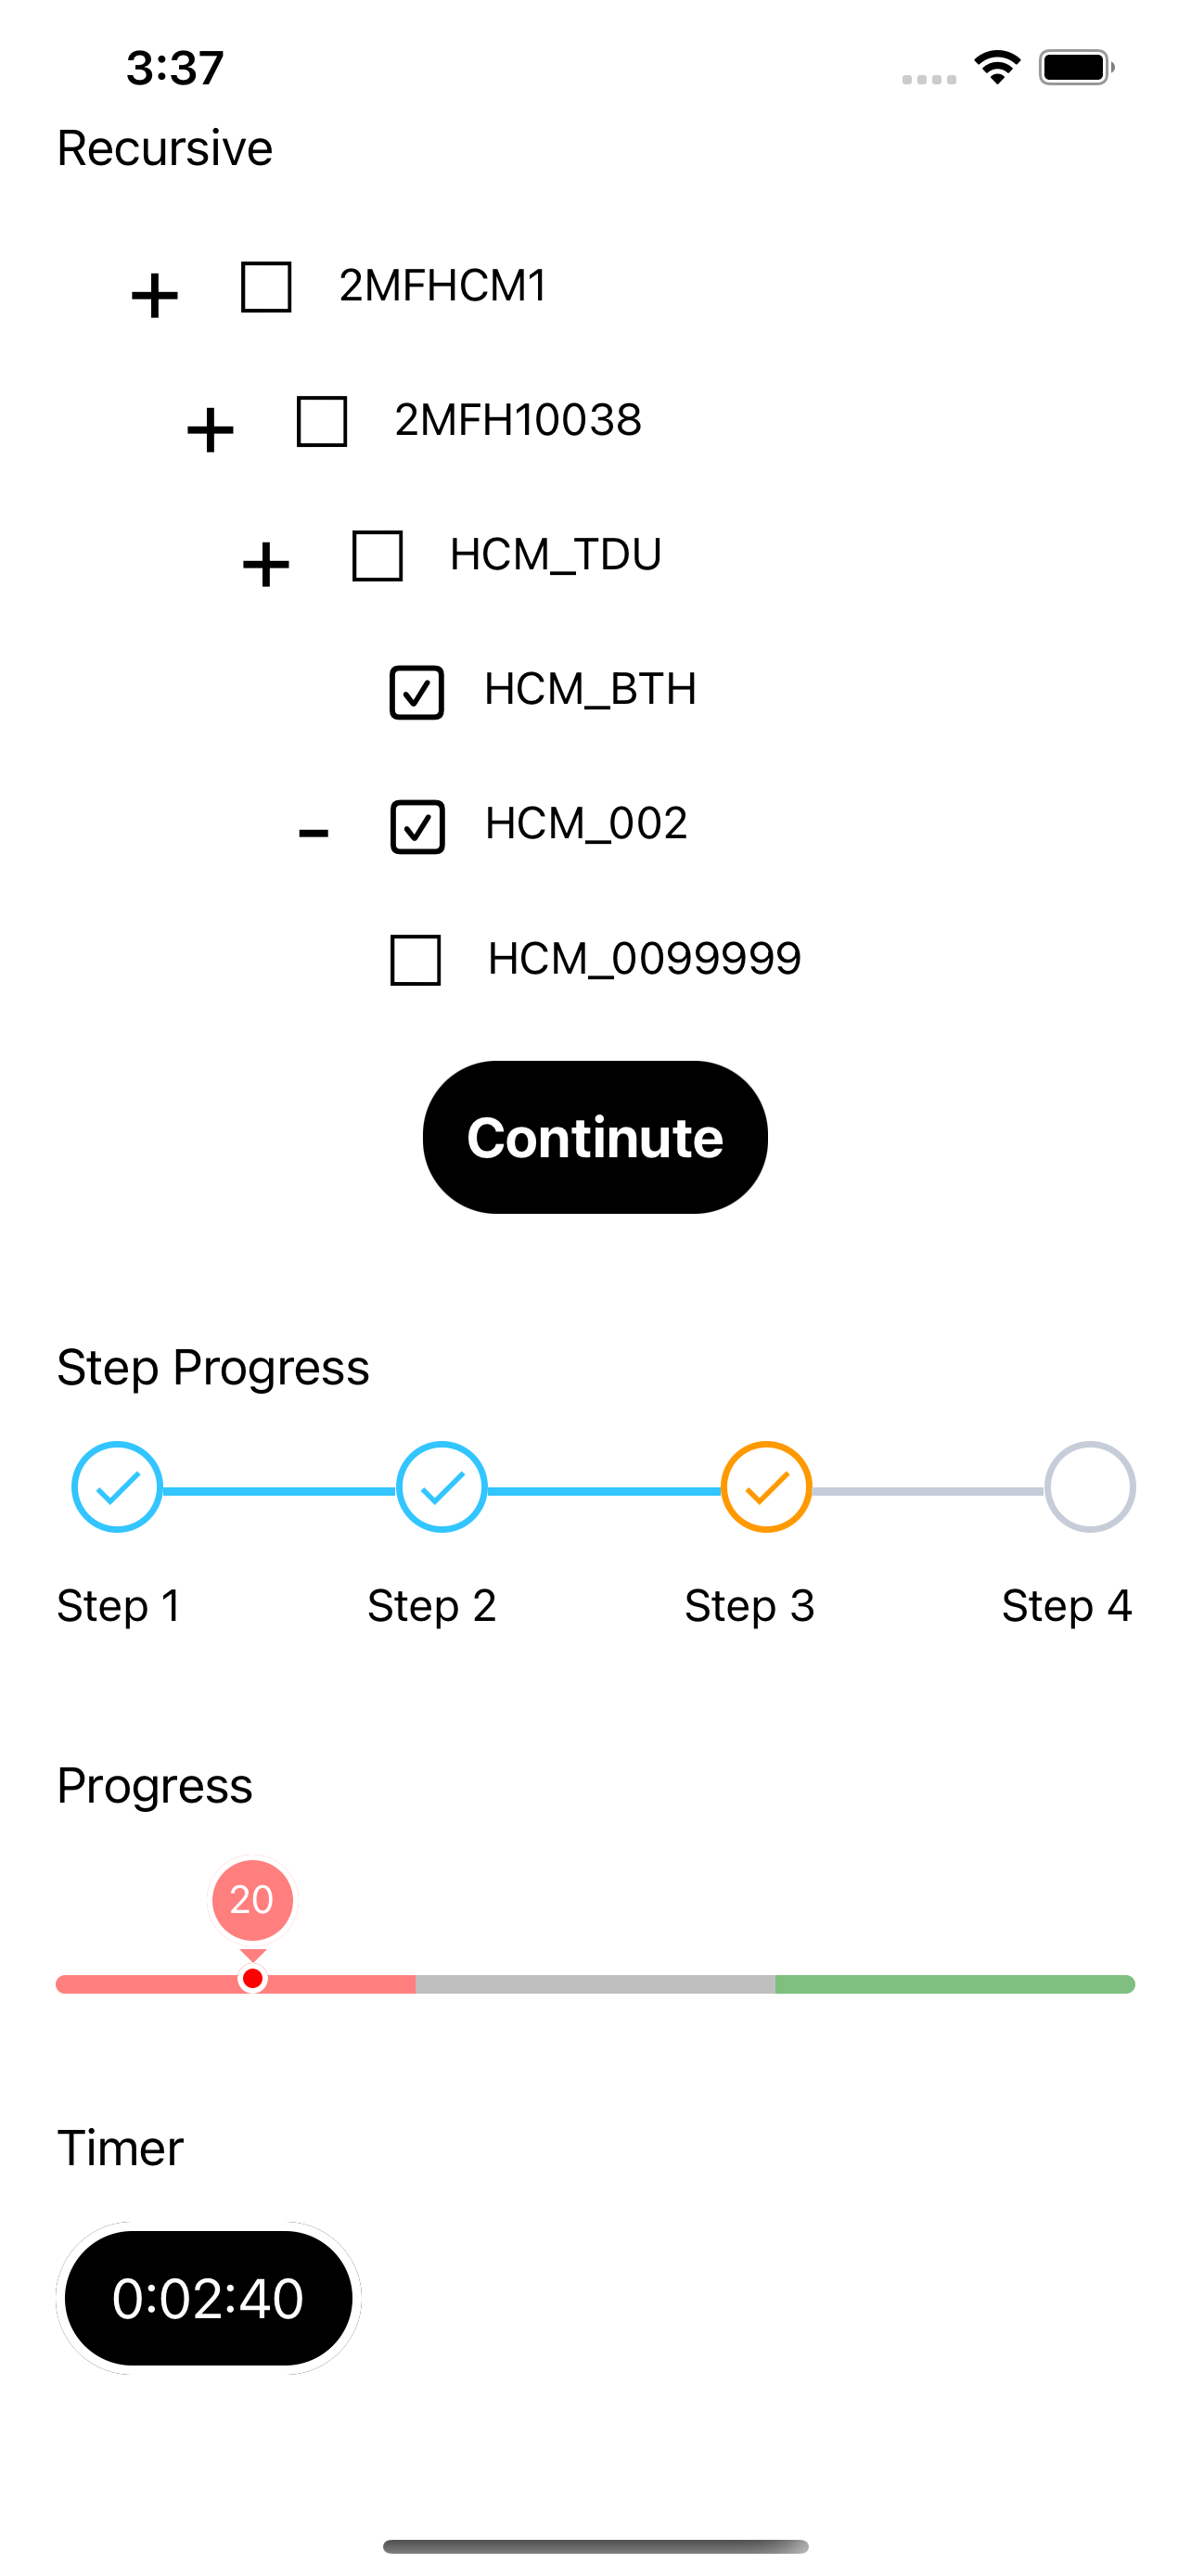 3:37
Recursive
+ 2MFHCM1
+ 2MFH10038
+ HCM_TDU
HCM_BTH
- HCM_002
HCM_0099999
Continute
Step Progress
Step 1 Step 2 Step 3 Step 4
Progress
20
Timer
0:02:40